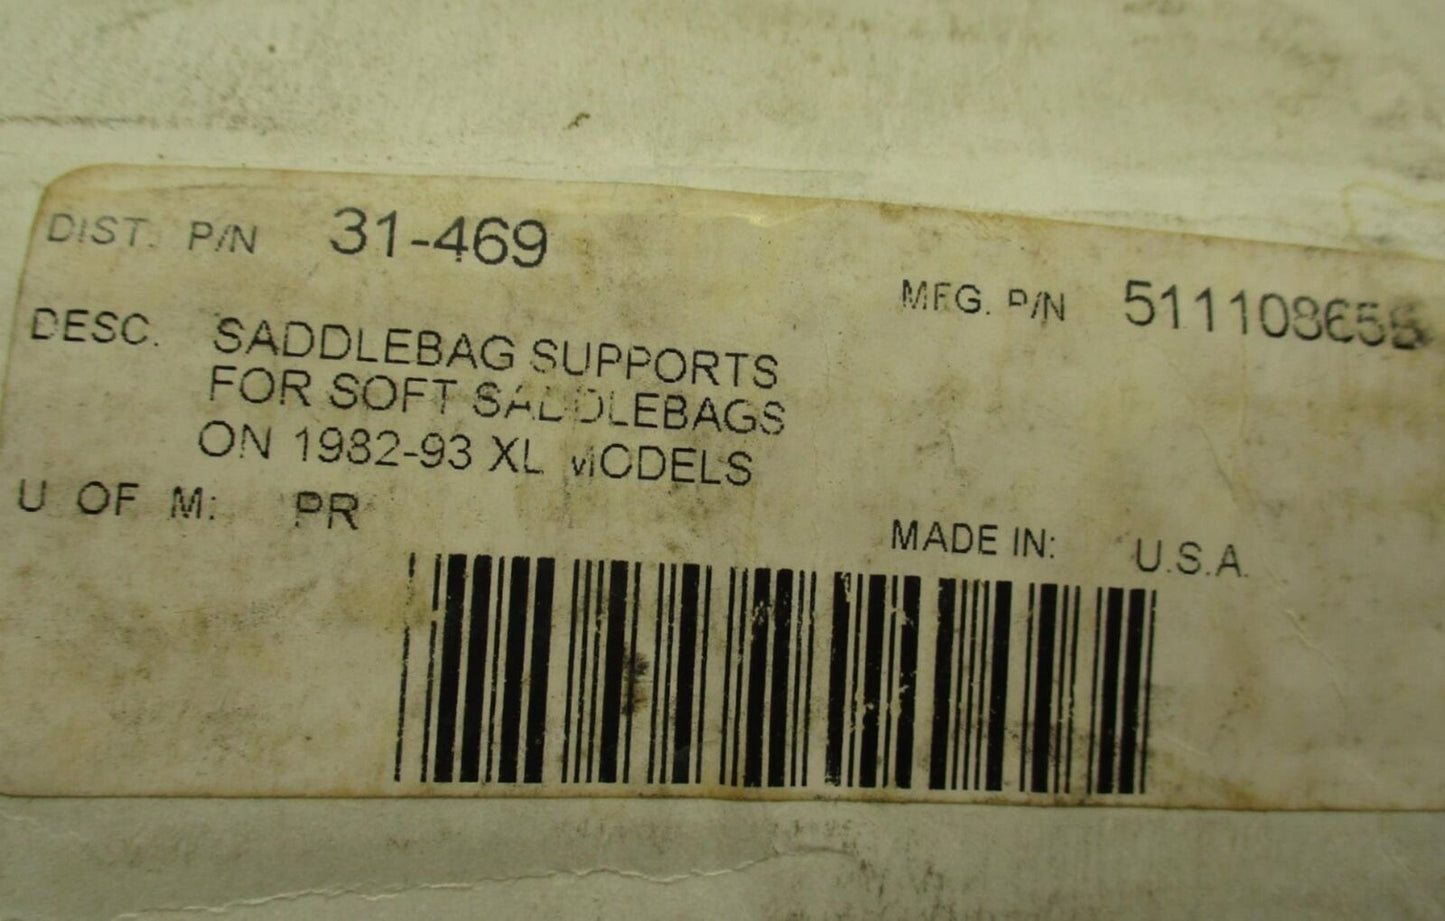 DIST. P/N 31-469
MFG. P/N
DESC. SADDLEBAG SUPPORTS
FOR SOFT SADDLEBAGS
ON 1982-93 XL MODELS
U OF M: PR
MADE IN: U.S.A.